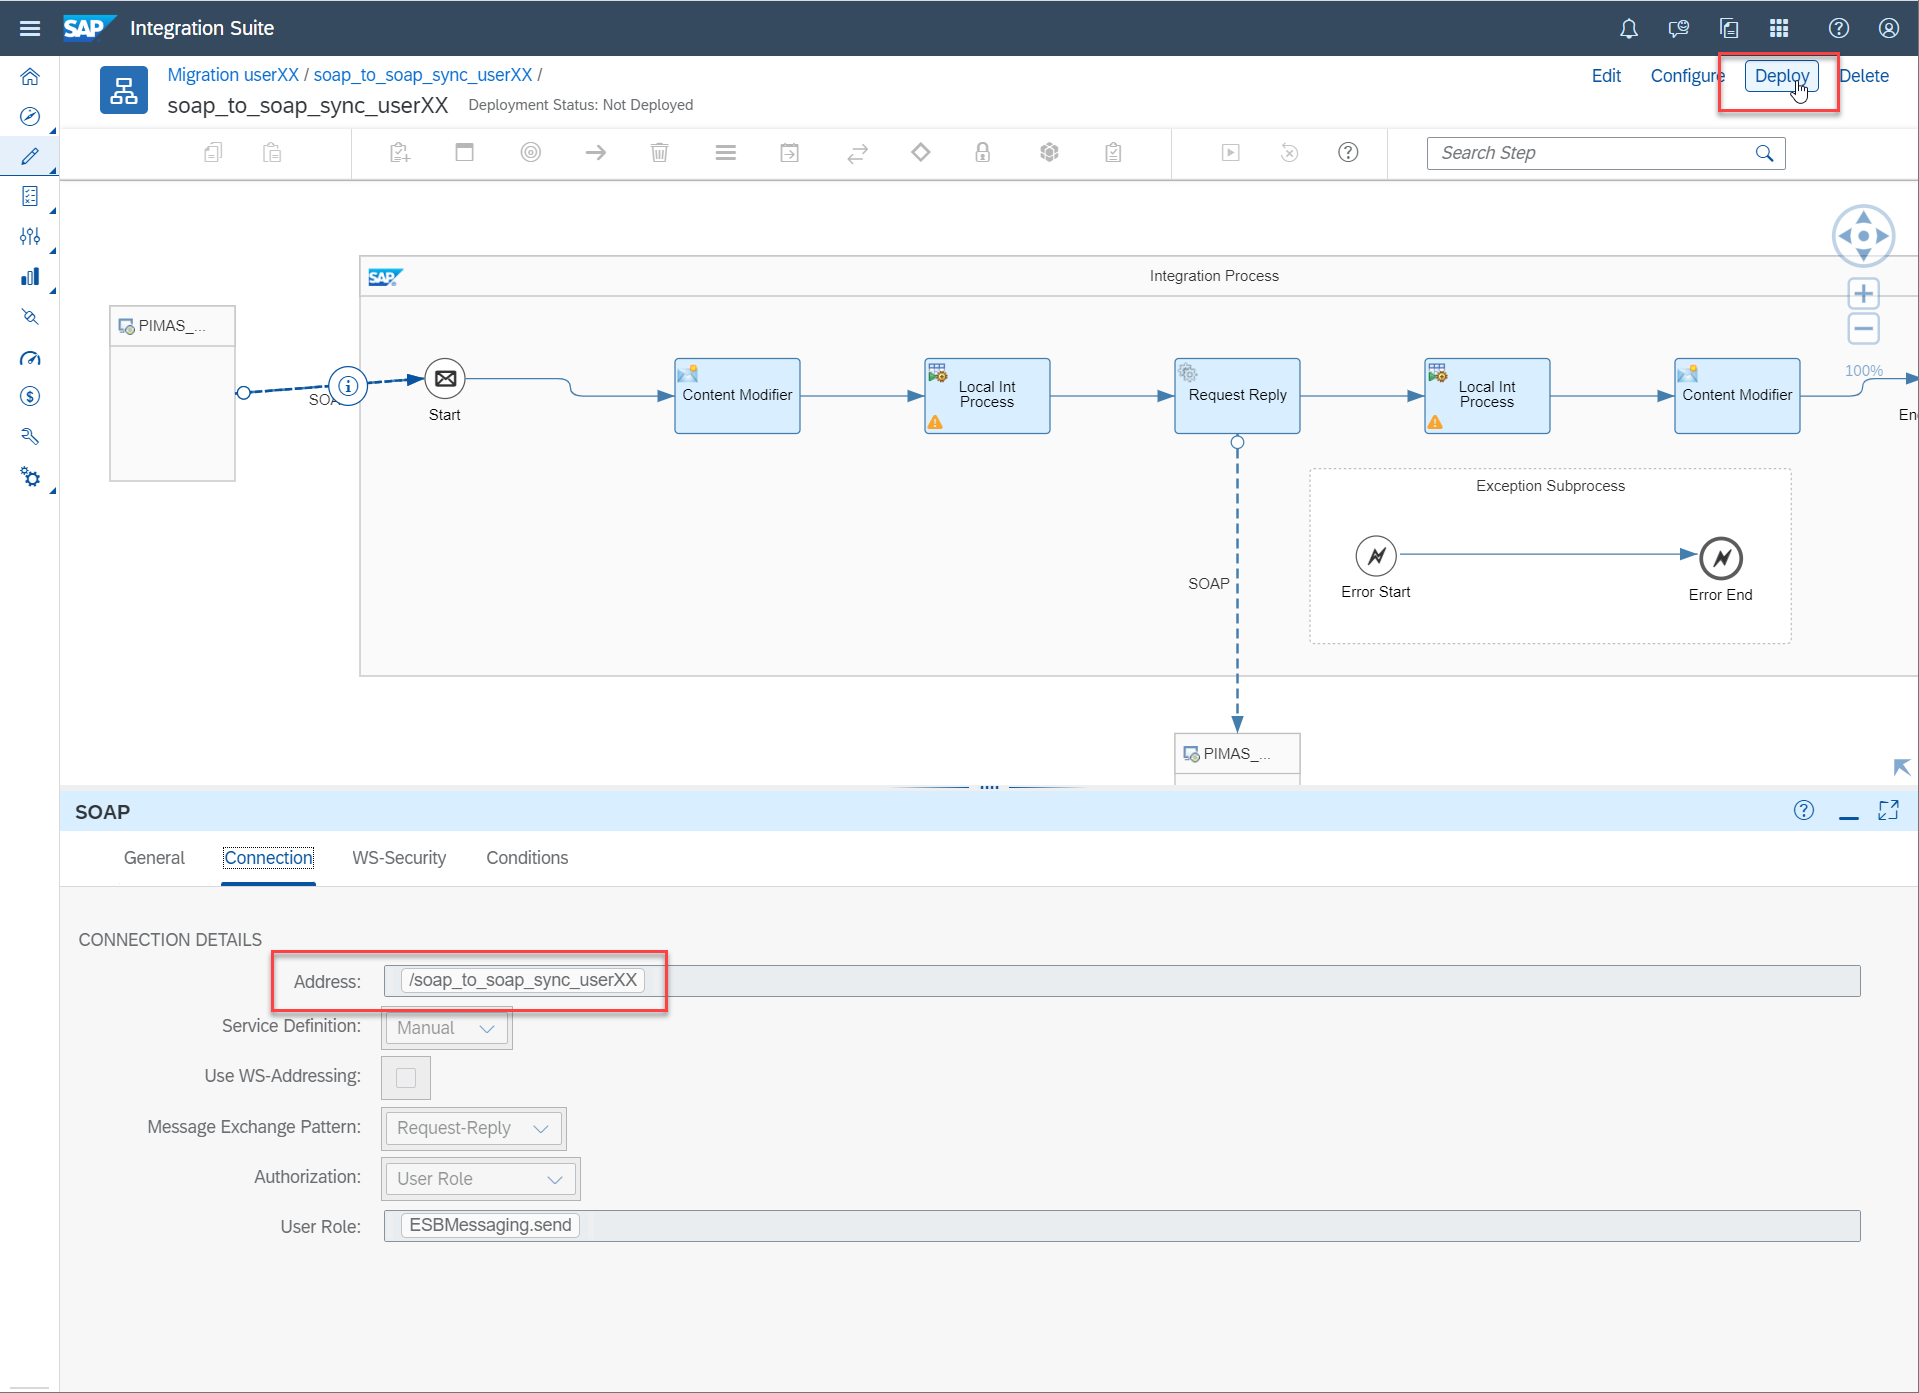 SAP Integration Suite
Migration userXX / soap_to_soap_sync_userXX /
Edit Configure Deploy Delete
soap_to_soap_sync_userXX Deployment Status: Not Deployed
Search Step
SAP Integration Process
PIMAS_...
SOA
Start
Content Modifier
Local Int
Process
Request Reply
Local Int
Process
Content Modifier
100%
En
Exception Subprocess
Error Start
Error End
SOAP
PIMAS_...
SOAP
General Connection WS-Security Conditions
CONNECTION DETAILS
Address: /soap_to_soap_sync_userXX
Service Definition: Manual
Use WS-Addressing:
Message Exchange Pattern: Request-Reply
Authorization: User Role
User Role: ESBMessaging.send